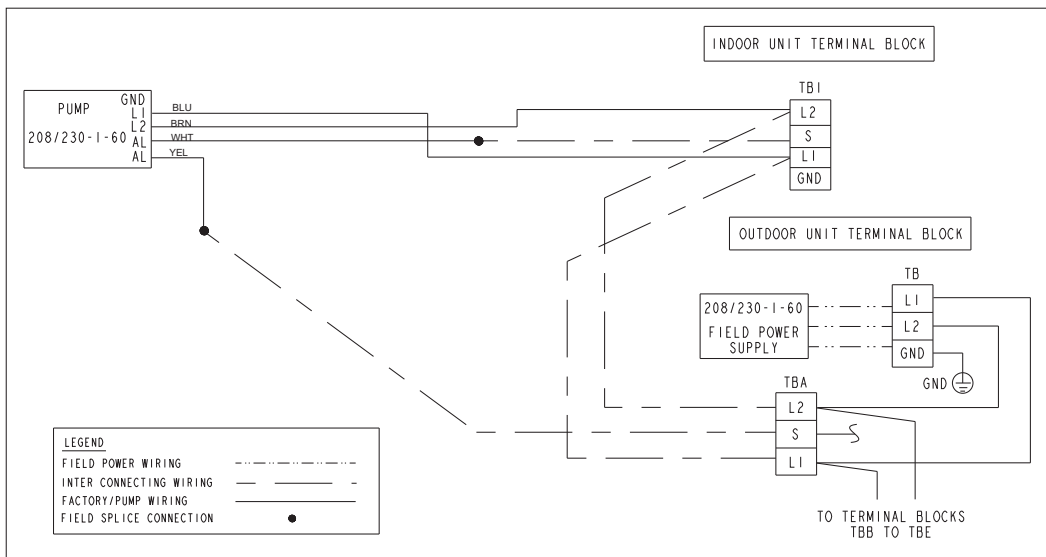 INDOOR UNIT TERMINAL BLOCK
TB1
L2
S
L1
GND
PUMP
208/230-1-60
GND
L1
L2
AL
AL
BLU
BRN
WHT
YEL
OUTDOOR UNIT TERMINAL BLOCK
TB
L1
L2
GND
208/230-1-60
FIELD POWER
SUPPLY
GND
TBA
L2
S
L1
TO TERMINAL BLOCKS
TBB TO TBE
LEGEND
FIELD POWER WIRING
INTER CONNECTING WIRING
FACTORY/PUMP WIRING
FIELD SPLICE CONNECTION